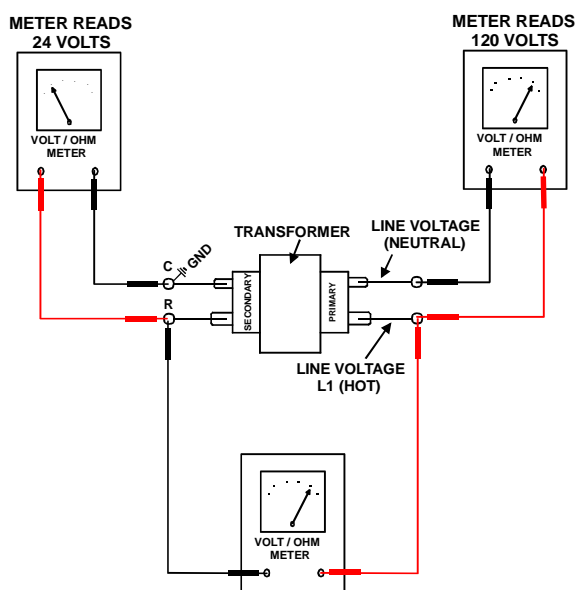 METER READS
24 VOLTS
METER READS
120 VOLTS
VOLT / OHM
METER
VOLT / OHM
METER
TRANSFORMER
LINE VOLTAGE
(NEUTRAL)
C
GND
R
SECONDARY
PRIMARY
LINE VOLTAGE
L1 (HOT)
VOLT / OHM
METER